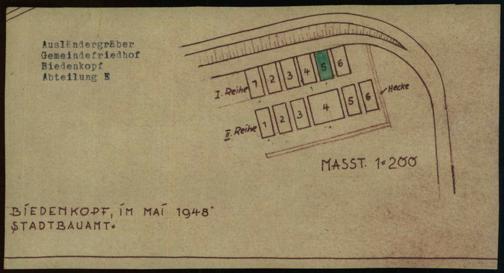 Ausländergräber
Gemeindefriedhof
Biedenkopf
Abteilung E
I. Reihe 1 2 3 4 5 6
II. Reihe 1 2 3 4 5 6
Hecke
MASST. 1:200
BIEDENKOPF, IM MAI 1948
STADTBAUAMT.